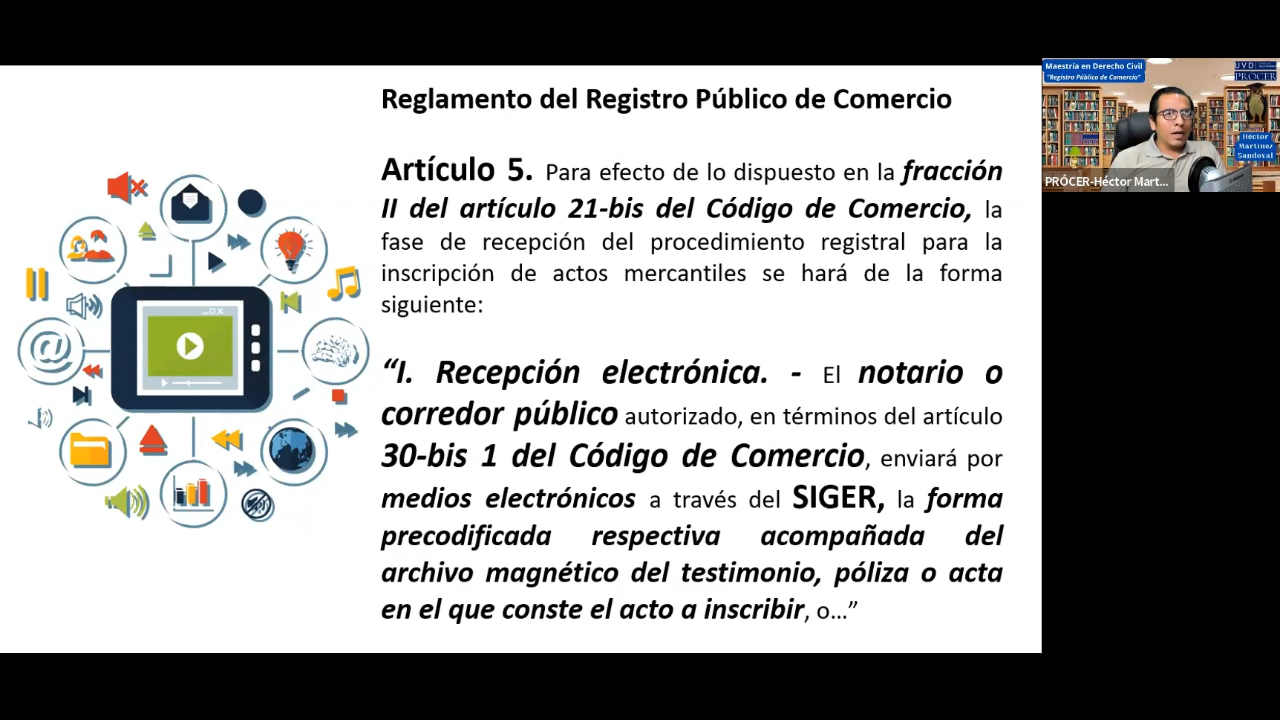 Reglamento del Registro Público de Comercio
Artículo 5. Para efecto de lo dispuesto en la fracción
II del artículo 21-bis del Código de Comercio, la
fase de recepción del procedimiento registral para la
inscripción de actos mercantiles se hará de la forma
siguiente:
“I. Recepción electrónica. - El notario o
corredor público autorizado, en términos del artículo
30-bis 1 del Código de Comercio, enviará por
medios electrónicos a través del SIGER, la forma
precodificada respectiva acompañada del
archivo magnético del testimonio, póliza o acta
en el que conste el acto a inscribir, o…”
Maestría en Derecho Civil
"Registro Público de Comercio"
UVD
PRÓCER
Héctor
Martínez
Sandoval
PRÓCER-Héctor Mart...
@